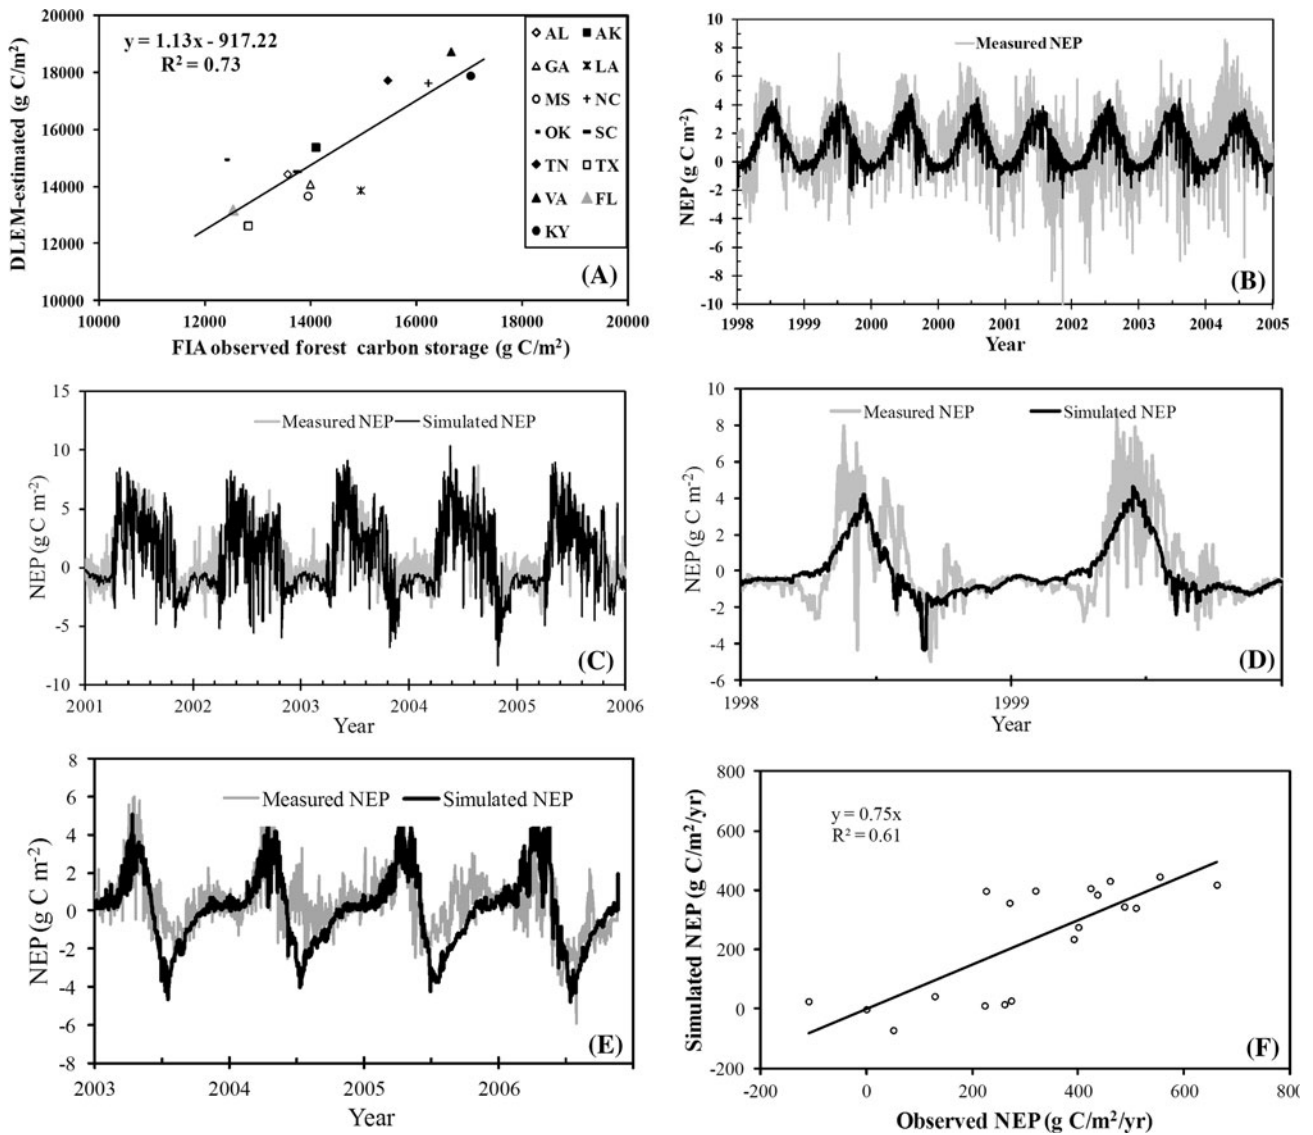 20000
18000
16000
14000
12000
10000
DLEM-estimated (g C/m²)
y = 1.13x - 917.22
R² = 0.73
AL AK
GA LA
MS NC
OK SC
TN TX
VA FL
KY
(A)
10000 12000 14000 16000 18000 20000
FIA observed forest carbon storage (g C/m²)
10
8
6
4
2
0
-2
-4
-6
-8
-10
NEP (g C m⁻²)
Measured NEP
(B)
1998 1999 2000 2000 2001 2002 2003 2004 2005
Year
15
10
5
0
-5
-10
NEP (g C m⁻²)
Measured NEP Simulated NEP
(C)
2001 2002 2003 2004 2005 2006
Year
10
8
6
4
2
0
-2
-4
-6
NEP (g C m⁻²)
Measured NEP Simulated NEP
(D)
1998 1999
Year
8
6
4
2
0
-2
-4
-6
-8
NEP (g C m⁻²)
Measured NEP Simulated NEP
(E)
2003 2004 2005 2006
Year
800
600
400
200
0
-200
Simulated NEP (g C/m²/yr)
y = 0.75x
R² = 0.61
(F)
-200 0 200 400 600 800
Observed NEP (g C/m²/yr)